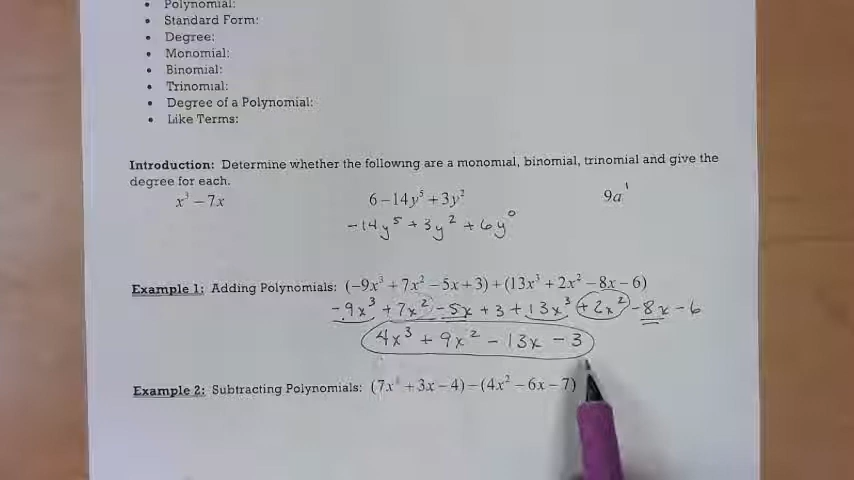 • Polynomial:
• Standard Form:
• Degree:
• Monomial:
• Binomial:
• Trinomial:
• Degree of a Polynomial:
• Like Terms:
Introduction: Determine whether the following are a monomial, binomial, trinomial and give the
degree for each.
x³ − 7x 6 − 14y⁵ + 3y² 9a¹
−14y⁵ + 3y² + 6y⁰
Example 1: Adding Polynomials: (−9x³ + 7x² − 5x + 3) + (13x³ + 2x² − 8x − 6)
−9x³ + 7x² − 5x + 3 + 13x³ + 2x² − 8x − 6
4x³ + 9x² − 13x − 3
Example 2: Subtracting Polynomials: (7x + 3x − 4) − (4x² − 6x − 7)